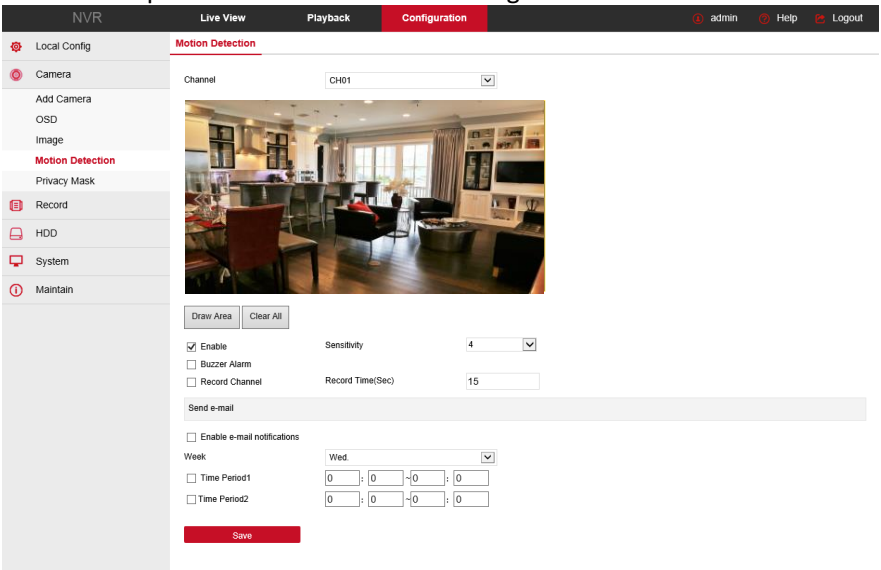 NVR Live View Playback Configuration admin Help Logout
Local Config
Camera
Add Camera
OSD
Image
Motion Detection
Privacy Mask
Record
HDD
System
Maintain
Motion Detection
Channel CH01
Draw Area Clear All
Enable Sensitivity 4
Buzzer Alarm
Record Channel Record Time(Sec) 15
Send e-mail
Enable e-mail notifications
Week Wed.
Time Period1 0 : 0 ~ 0 : 0
Time Period2 0 : 0 ~ 0 : 0
Save